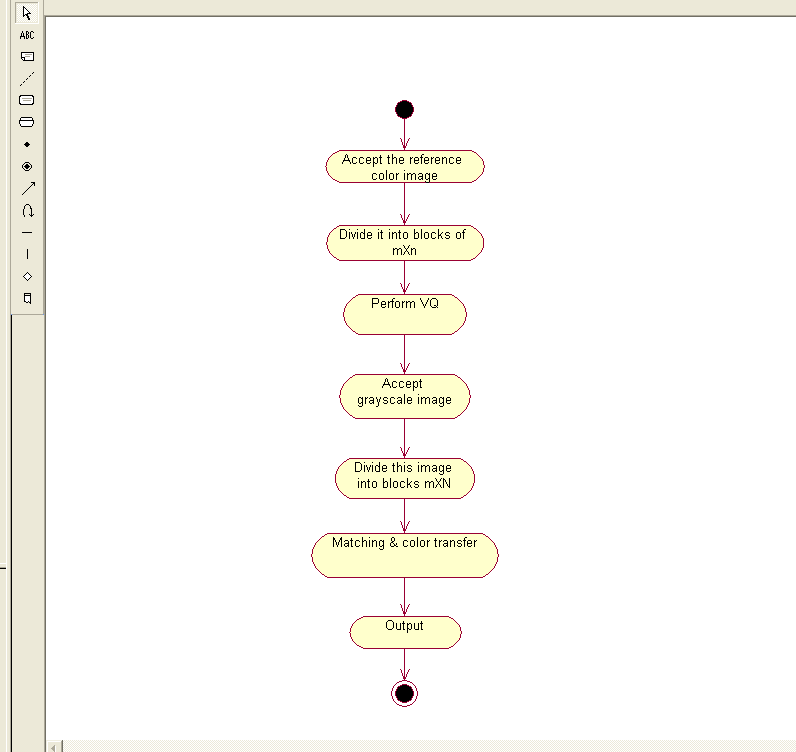 ABC
Accept the reference
color image
Divide it into blocks of
mXn
Perform VQ
Accept
grayscale image
Divide this image
into blocks mXN
Matching & color transfer
Output